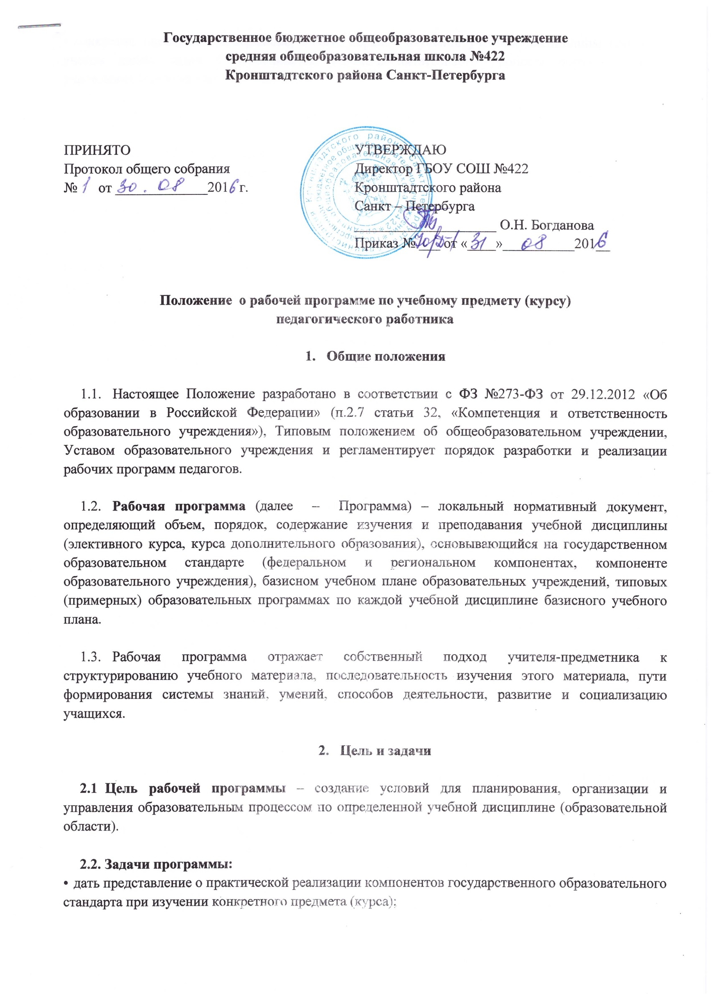 Государственное бюджетное общеобразовательное учреждение
средняя общеобразовательная школа №422
Кронштадтского района Санкт-Петербурга
ПРИНЯТО
Протокол общего собрания
№ 1 от 30.08 2016 г.
УТВЕРЖДАЮ
Директор ГБОУ СОШ №422
Кронштадтского района
Санкт – Петербурга
О.Н. Богданова
Приказ № от «31» 08 2016
Положение о рабочей программе по учебному предмету (курсу)
педагогического работника
1. Общие положения
1.1. Настоящее Положение разработано в соответствии с ФЗ №273-ФЗ от 29.12.2012 «Об
образовании в Российской Федерации» (п.2.7 статьи 32, «Компетенция и ответственность
образовательного учреждения»), Типовым положением об общеобразовательном учреждении,
Уставом образовательного учреждения и регламентирует порядок разработки и реализации
рабочих программ педагогов.
1.2. Рабочая программа (далее – Программа) – локальный нормативный документ,
определяющий объем, порядок, содержание изучения и преподавания учебной дисциплины
(элективного курса, курса дополнительного образования), основывающийся на государственном
образовательном стандарте (федеральном и региональном компонентах, компоненте
образовательного учреждения), базисном учебном плане образовательных учреждений, типовых
(примерных) образовательных программах по каждой учебной дисциплине базисного учебного
плана.
1.3. Рабочая программа отражает собственный подход учителя-предметника к
структурированию учебного материала, последовательность изучения этого материала, пути
формирования системы знаний, умений, способов деятельности, развитие и социализацию
учащихся.
2. Цель и задачи
2.1 Цель рабочей программы – создание условий для планирования, организации и
управления образовательным процессом по определенной учебной дисциплине (образовательной
области).
2.2. Задачи программы:
• дать представление о практической реализации компонентов государственного образовательного
стандарта при изучении конкретного предмета (курса);